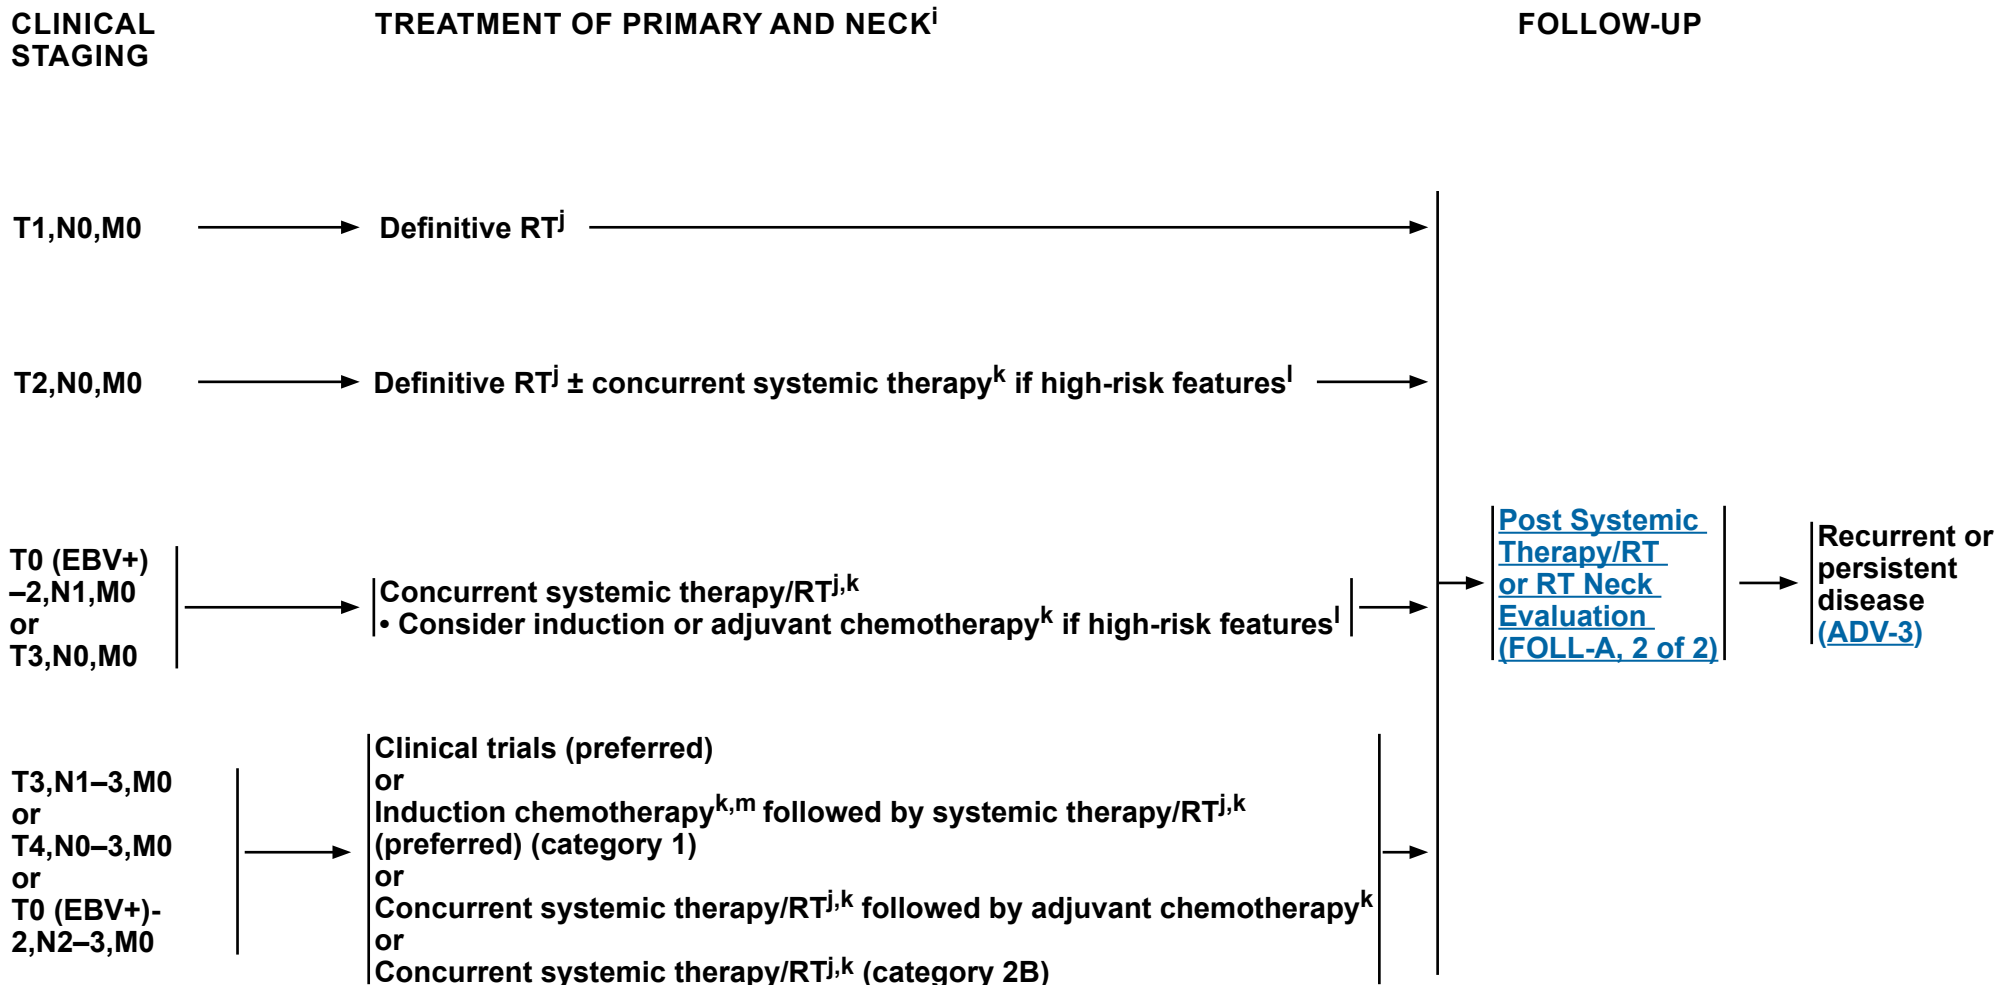 CLINICAL
STAGING
TREATMENT OF PRIMARY AND NECKⁱ
FOLLOW-UP
T1,N0,M0
Definitive RTʲ
T2,N0,M0
Definitive RTʲ ± concurrent systemic therapyᵏ if high-risk featuresˡ
T0 (EBV+)
–2,N1,M0
or
T3,N0,M0
Concurrent systemic therapy/RTʲ,ᵏ
• Consider induction or adjuvant chemotherapyᵏ if high-risk featuresˡ
T3,N1–3,M0
or
T4,N0–3,M0
or
T0 (EBV+)-
2,N2–3,M0
Clinical trials (preferred)
or
Induction chemotherapyᵏ,ᵐ followed by systemic therapy/RTʲ,ᵏ
(preferred) (category 1)
or
Concurrent systemic therapy/RTʲ,ᵏ followed by adjuvant chemotherapyᵏ
or
Concurrent systemic therapy/RTʲ,ᵏ (category 2B)
Post Systemic
Therapy/RT
or RT Neck
Evaluation
(FOLL-A, 2 of 2)
Recurrent or
persistent
disease
(ADV-3)